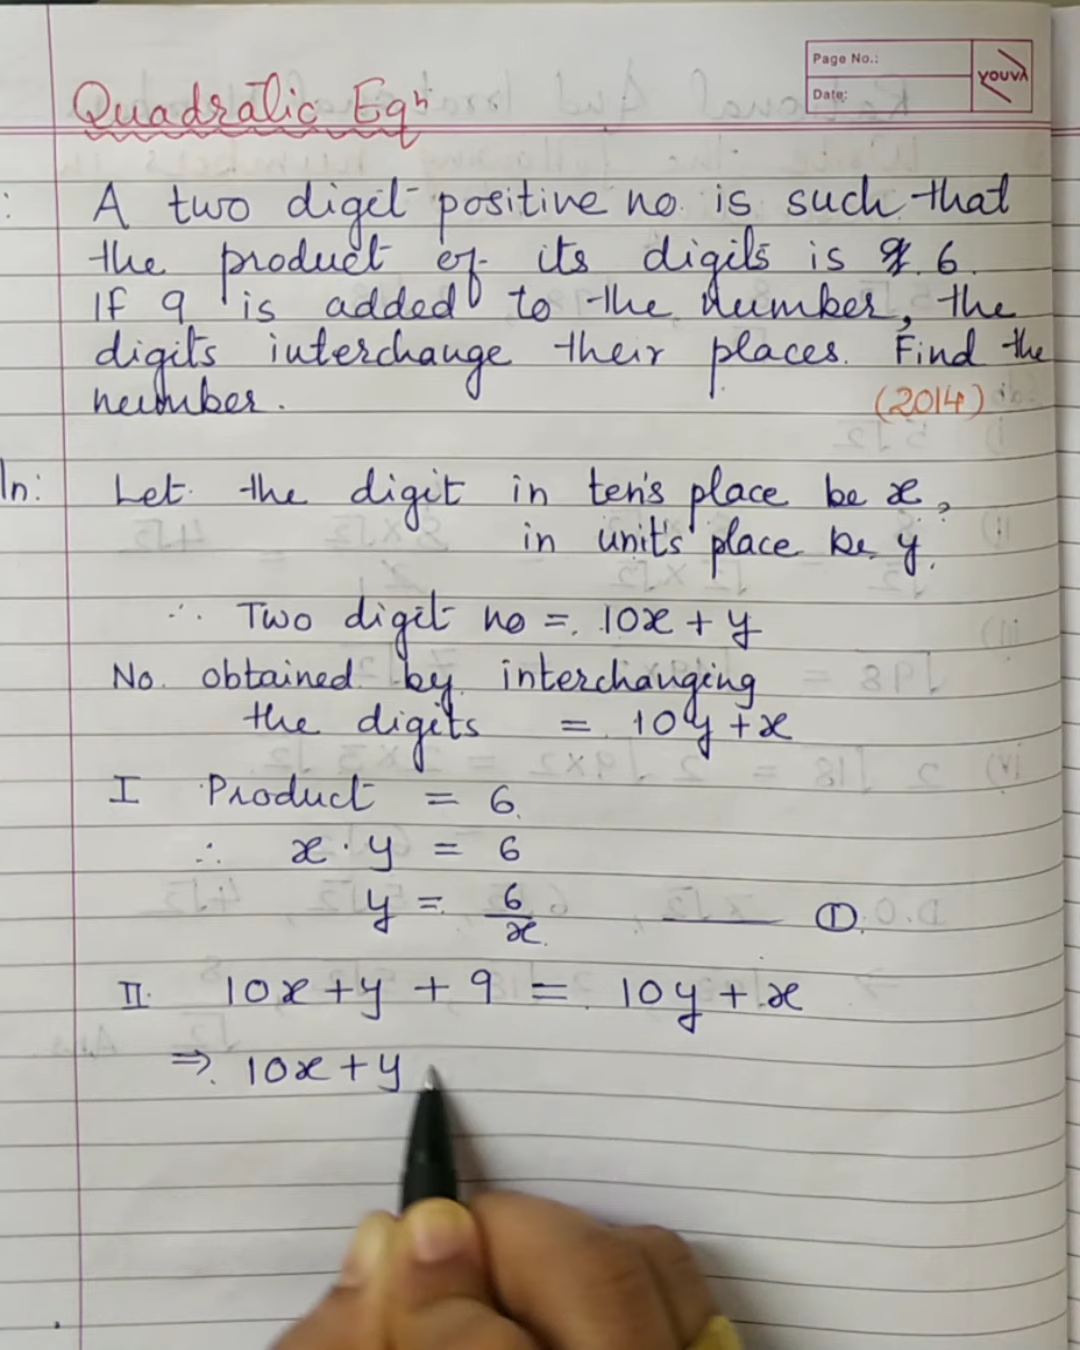 Page No.:
Date:
YOUVA
Quadratic Eqn
:
A two digit positive no. is such that
the product of its digits is 6.
If 9 is added to the number, the
digits interchange their places. Find the
number.
(2014)
ln: Let the digit in ten's place be x,
in unit's place be y.
∴ Two digit no = 10x + y
No. obtained by interchanging
the digits = 10y + x
I Product = 6.
∴ x · y = 6
y = 6/x ——— ①
II. 10x + y + 9 = 10y + x
⇒ 10x + y